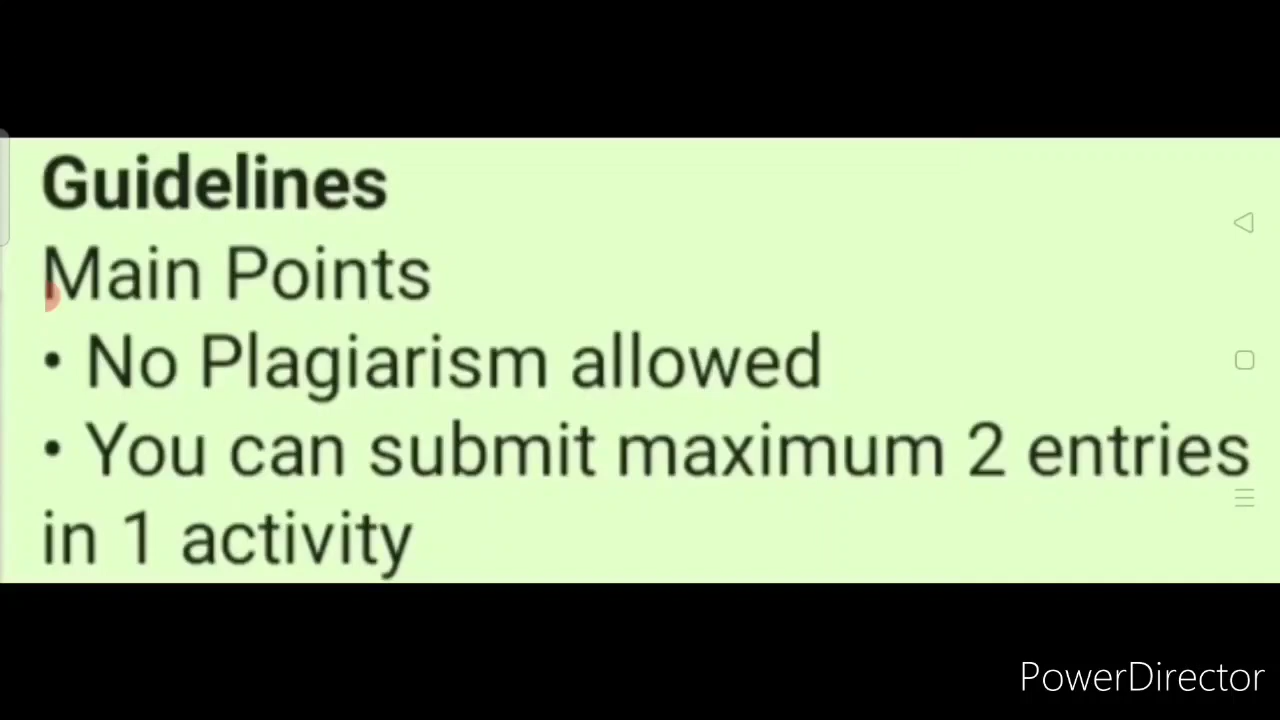 Guidelines
Main Points
• No Plagiarism allowed
• You can submit maximum 2 entries
in 1 activity
PowerDirector